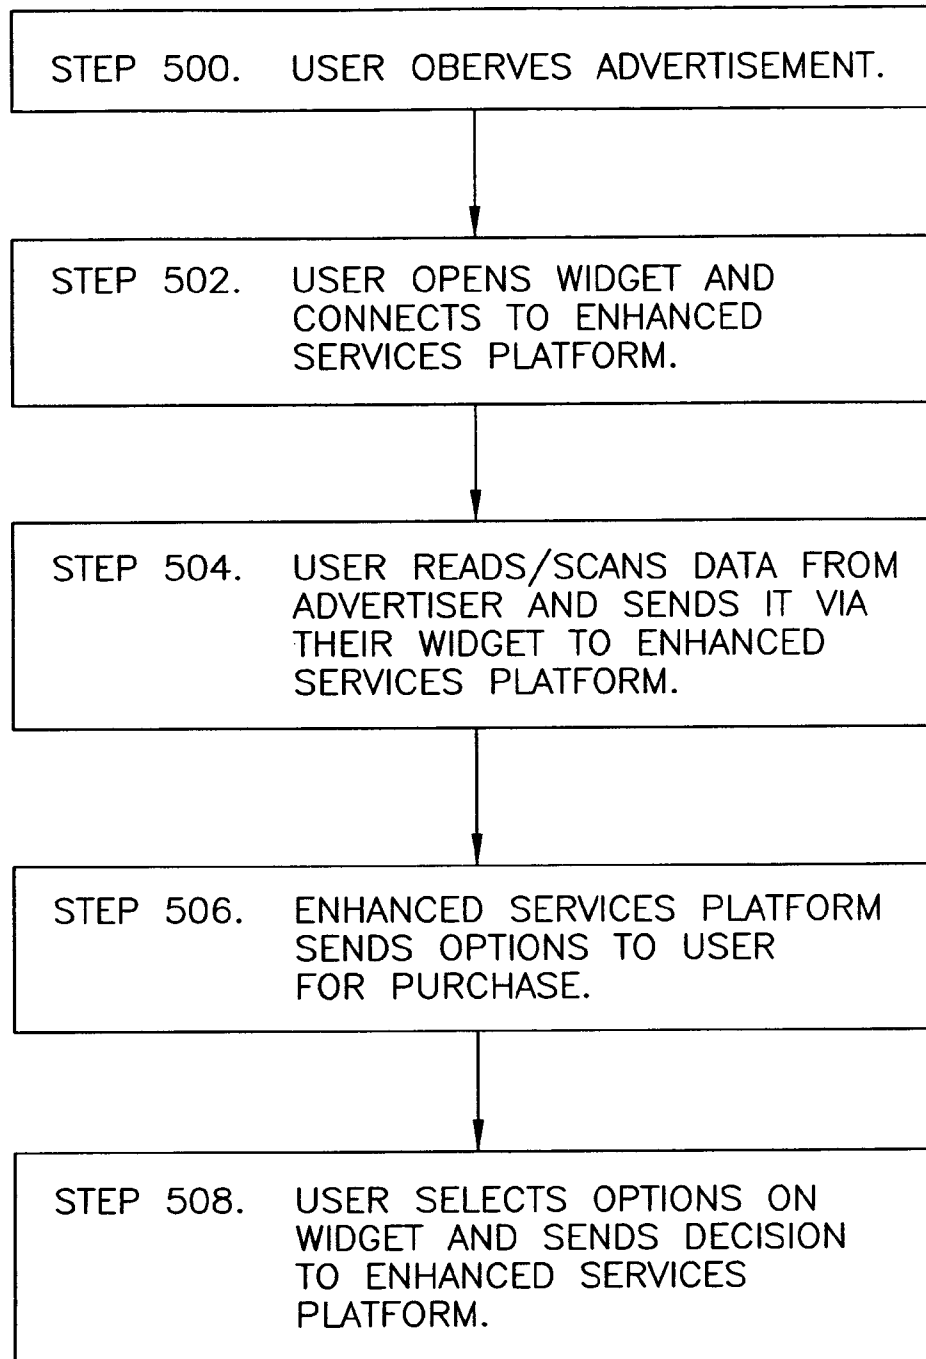 STEP 500. USER OBERVES ADVERTISEMENT.
STEP 502. USER OPENS WIDGET AND
CONNECTS TO ENHANCED
SERVICES PLATFORM.
STEP 504. USER READS/SCANS DATA FROM
ADVERTISER AND SENDS IT VIA
THEIR WIDGET TO ENHANCED
SERVICES PLATFORM.
STEP 506. ENHANCED SERVICES PLATFORM
SENDS OPTIONS TO USER
FOR PURCHASE.
STEP 508. USER SELECTS OPTIONS ON
WIDGET AND SENDS DECISION
TO ENHANCED SERVICES
PLATFORM.